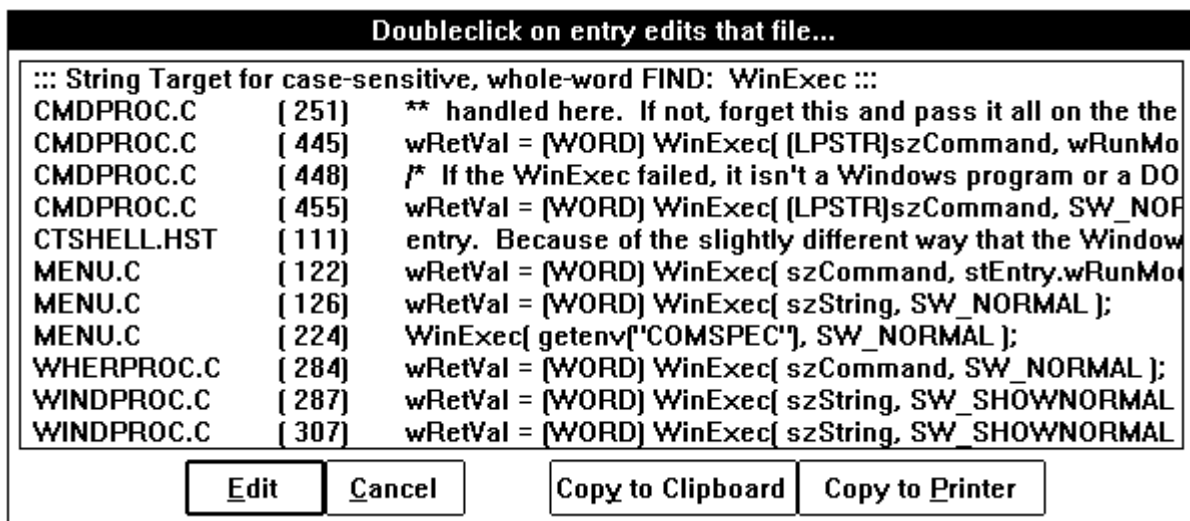 Doubleclick on entry edits that file...
::: String Target for case-sensitive, whole-word FIND: WinExec :::
CMDPROC.C [ 251] ** handled here. If not, forget this and pass it all on the the
CMDPROC.C [ 445] wRetVal = (WORD) WinExec( (LPSTR)szCommand, wRunMo
CMDPROC.C [ 448] /* If the WinExec failed, it isn't a Windows program or a DO
CMDPROC.C [ 455] wRetVal = (WORD) WinExec( (LPSTR)szCommand, SW_NOR
CTSHELL.HST [ 111] entry. Because of the slightly different way that the Window
MENU.C [ 122] wRetVal = (WORD) WinExec( szCommand, stEntry.wRunMod
MENU.C [ 126] wRetVal = (WORD) WinExec( szString, SW_NORMAL );
MENU.C [ 224] WinExec( getenv("COMSPEC"), SW_NORMAL );
WHERPROC.C [ 284] wRetVal = (WORD) WinExec( szCommand, SW_NORMAL );
WINDPROC.C [ 287] wRetVal = (WORD) WinExec( szString, SW_SHOWNORMAL
WINDPROC.C [ 307] wRetVal = (WORD) WinExec( szString, SW_SHOWNORMAL
Edit Cancel Copy to Clipboard Copy to Printer